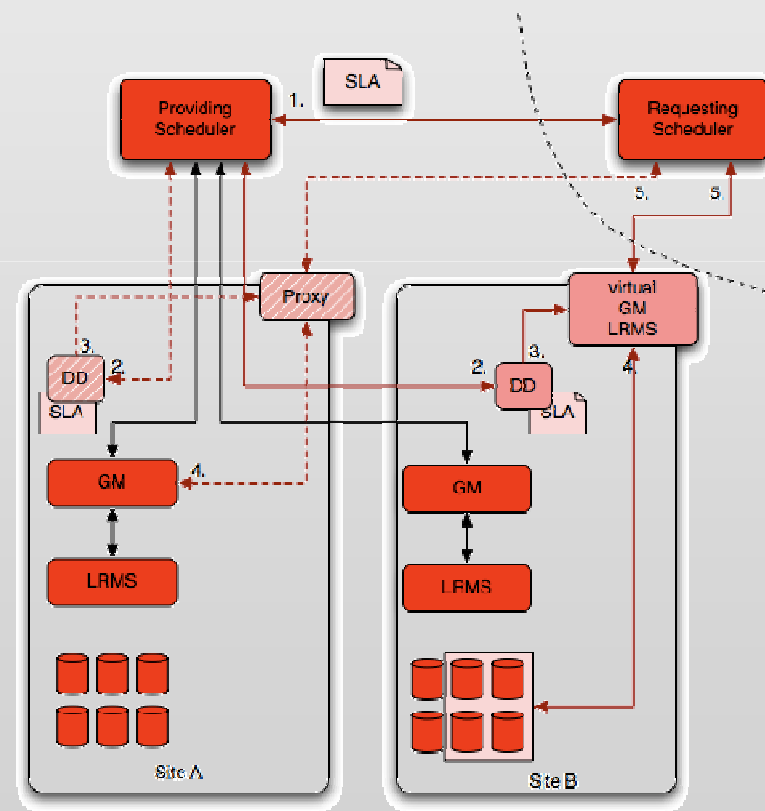 SLA
1.
Providing
Scheduler
Requesting
Scheduler
5.
5.
Proxy
virtual
GM
LRMS
3.
2.
DD
SLA
2.
3.
DD
SLA
4.
4.
GM
GM
LRMS
LRMS
Site A
Site B